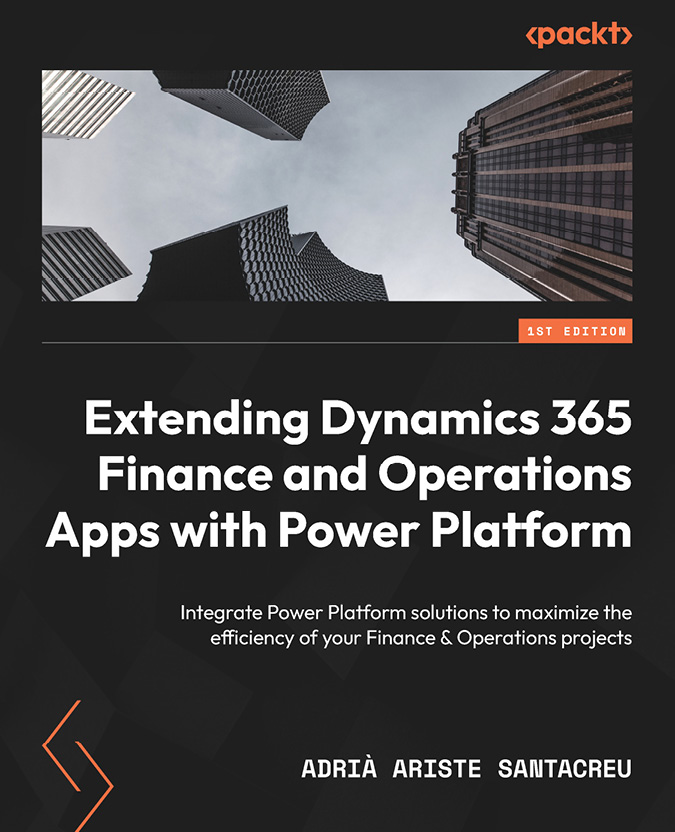 <packt>
1ST EDITION
Extending Dynamics 365
Finance and Operations
Apps with Power Platform
Integrate Power Platform solutions to maximize the
efficiency of your Finance & Operations projects
ADRIÀ ARISTE SANTACREU